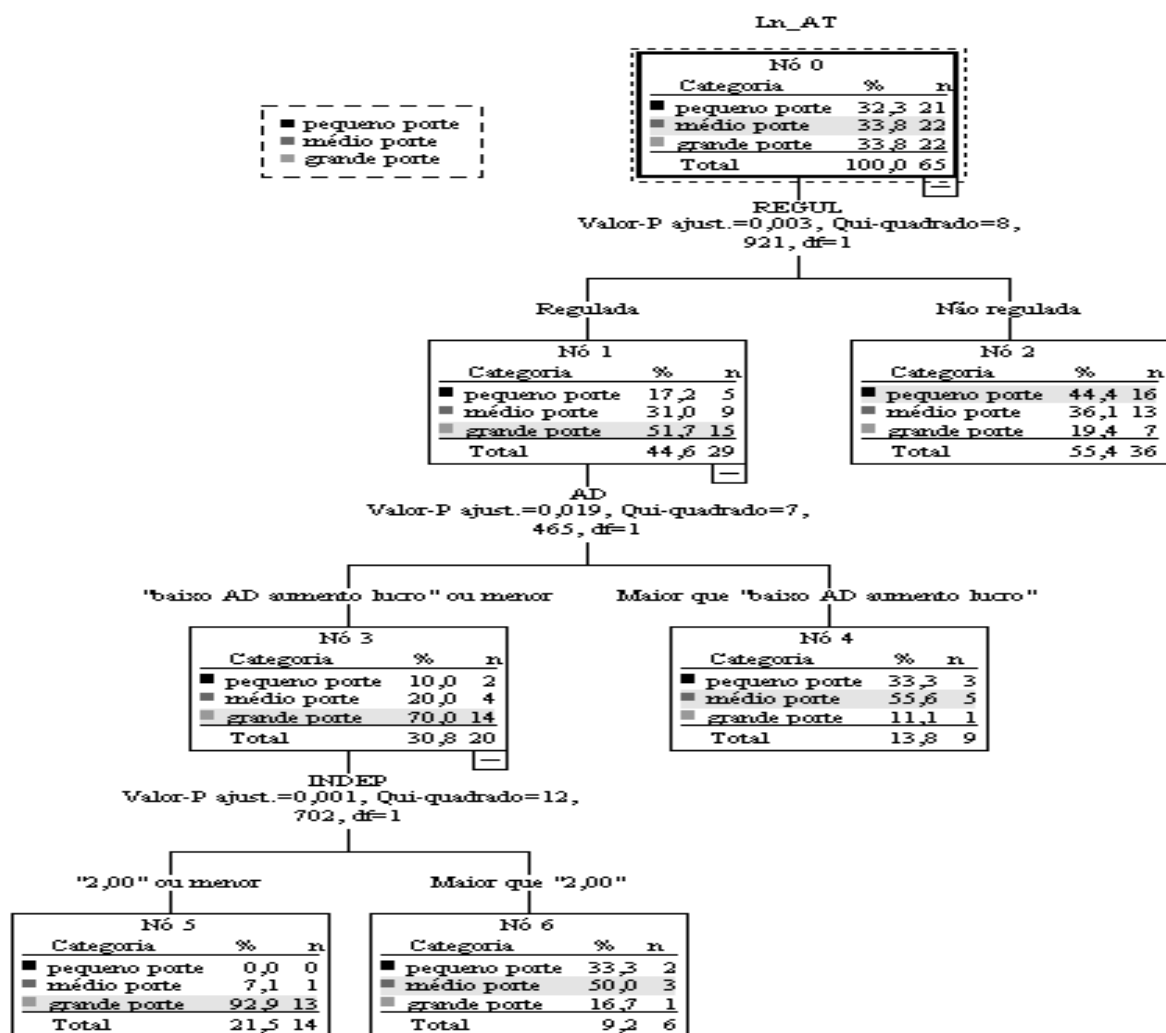 Ln_AT
Nó 0
Categoria % n
pequeno porte 32,3 21
médio porte 33,8 22
grande porte 33,8 22
Total 100,0 65
pequeno porte
médio porte
grande porte
REGUL
Valor-P ajust.=0,003, Qui-quadrado=8,
921, df=1
Regulada
Não regulada
Nó 1
Categoria % n
pequeno porte 17,2 5
médio porte 31,0 9
grande porte 51,7 15
Total 44,6 29
Nó 2
Categoria % n
pequeno porte 44,4 16
médio porte 36,1 13
grande porte 19,4 7
Total 55,4 36
AD
Valor-P ajust.=0,019, Qui-quadrado=7,
465, df=1
"baixo AD aumento lucro" ou menor
Maior que "baixo AD aumento lucro"
Nó 3
Categoria % n
pequeno porte 10,0 2
médio porte 20,0 4
grande porte 70,0 14
Total 30,8 20
Nó 4
Categoria % n
pequeno porte 33,3 3
médio porte 55,6 5
grande porte 11,1 1
Total 13,8 9
INDEP
Valor-P ajust.=0,001, Qui-quadrado=12,
702, df=1
"2,00" ou menor
Maior que "2,00"
Nó 5
Categoria % n
pequeno porte 0,0 0
médio porte 7,1 1
grande porte 92,9 13
Total 21,5 14
Nó 6
Categoria % n
pequeno porte 33,3 2
médio porte 50,0 3
grande porte 16,7 1
Total 9,2 6